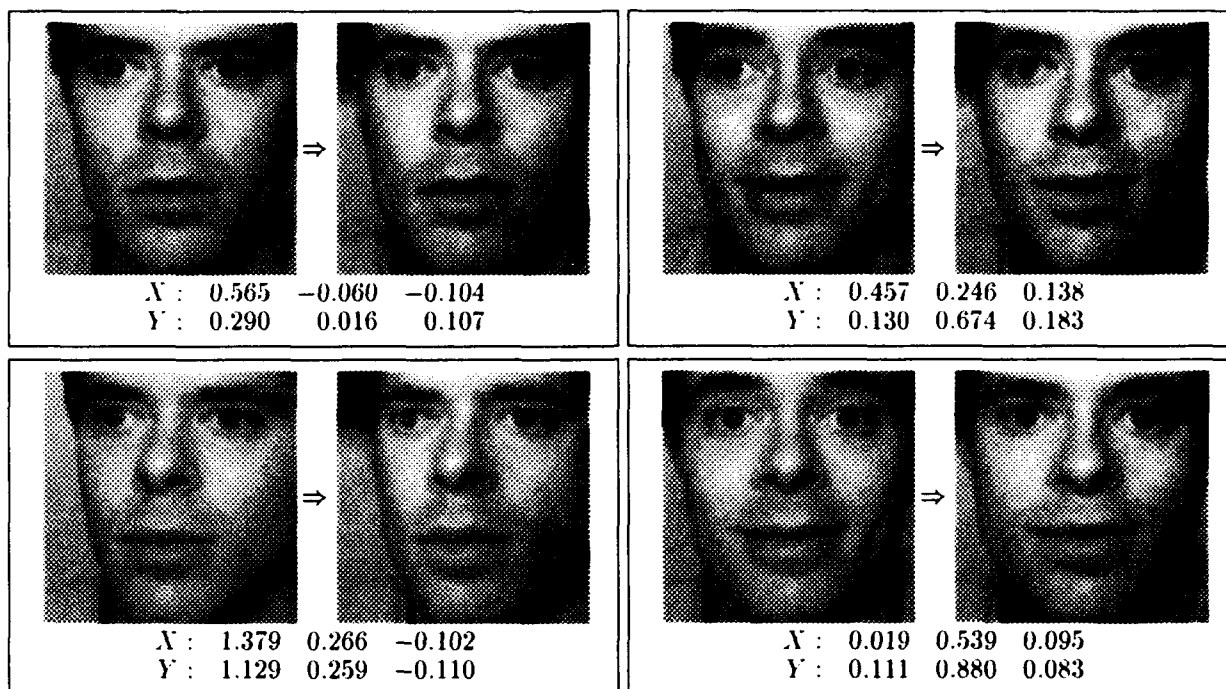 ⇒
X : 0.565 −0.060 −0.104
Y : 0.290 0.016 0.107
⇒
X : 0.457 0.246 0.138
Y : 0.130 0.674 0.183
⇒
X : 1.379 0.266 −0.102
Y : 1.129 0.259 −0.110
⇒
X : 0.019 0.539 0.095
Y : 0.111 0.880 0.083